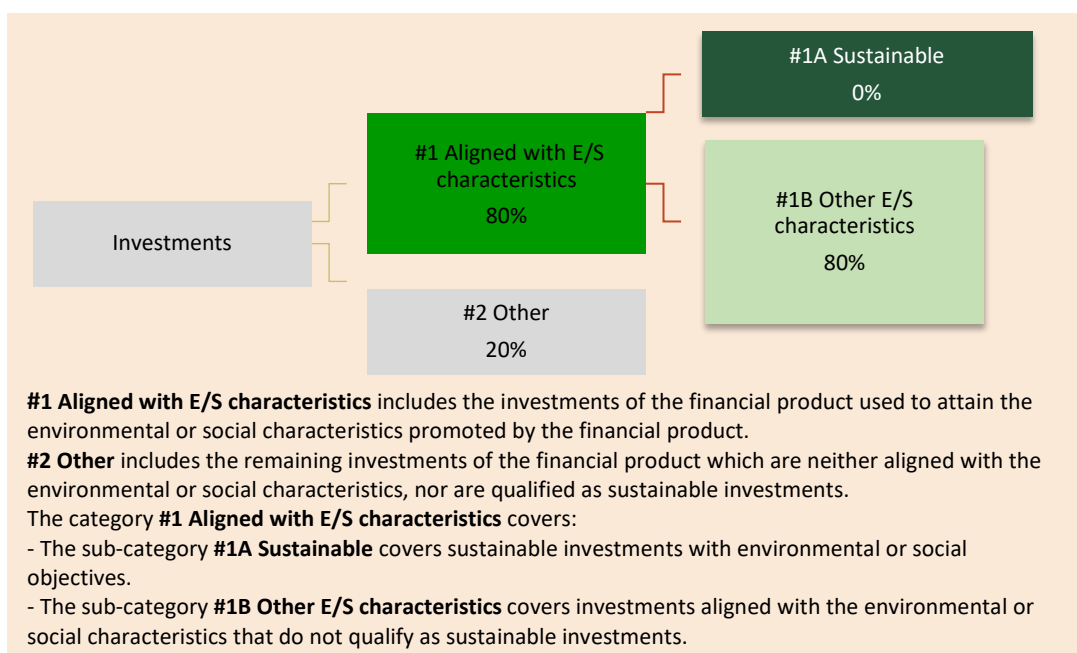 #1A Sustainable
0%
#1 Aligned with E/S
characteristics
80%
#1B Other E/S
characteristics
80%
Investments
#2 Other
20%
#1 Aligned with E/S characteristics includes the investments of the financial product used to attain the
environmental or social characteristics promoted by the financial product.
#2 Other includes the remaining investments of the financial product which are neither aligned with the
environmental or social characteristics, nor are qualified as sustainable investments.
The category #1 Aligned with E/S characteristics covers:
- The sub-category #1A Sustainable covers sustainable investments with environmental or social
objectives.
- The sub-category #1B Other E/S characteristics covers investments aligned with the environmental or
social characteristics that do not qualify as sustainable investments.